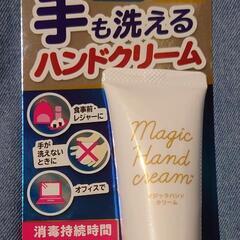 手も洗える
ハンドクリーム
食事前・
レジャーに
手が
洗えない
ときに
オフィスで
消毒持続時間
Magic
Hand
cream
マジックハンド
クリーム